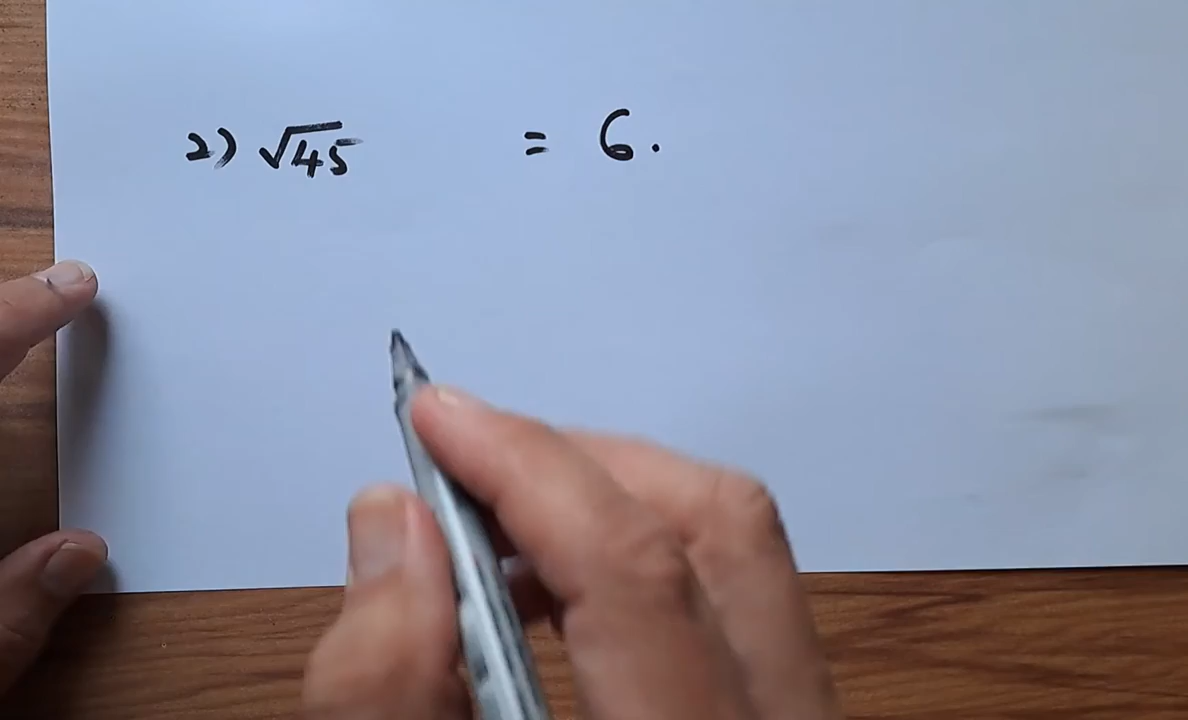 2) √45 = 6.